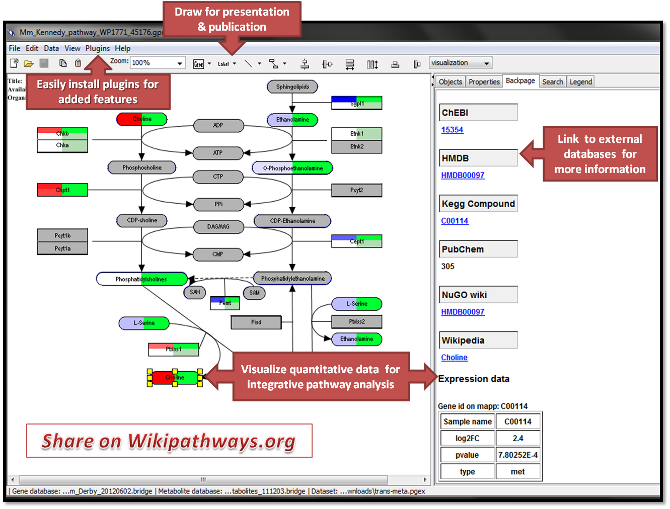 Draw for presentation
& publication
Mm_Kennedy_pathway_WP1771_45176.gp
File Edit Data View Plugins Help
Zoom: 100%
Gene
Label
visualization
Easily install plugins for
added features
Title:
Availa
Organi
Objects Properties Backpage Search Legend
Sphingolipids
Sgpl1
Choline
ADP
Ethanolamine
Chkb
Chka
Etnk1
Etnk2
ATP
Phosphocholine
O-Phosphoethanolamine
CTP
Chpt1
Pcyt2
PPi
CDP-choline
CDP-Ethanolamine
DAG/AAG
Pcyt1b
Pcyt1a
Cept1
CMP
Phosphatidylcholines
Phosphatidylethanolamine
SAH
SAM
Pemt
L-Serine
L-Serine
Pisd
Ptdss2
Ptdss1
Ethanolamine
Choline
ChEBI
15354
HMDB
HMDB00097
Link to external
databases for
more information
Kegg Compound
C00114
PubChem
305
NuGO wiki
HMDB00097
Wikipedia
Choline
Visualize quantitative data for
Integrative pathway analysis
Expression data
Gene id on mapp: C00114
Sample name C00114
log2FC 2.4
pvalue 7.80252E-4
type met
Share on Wikipathways.org
| Gene database: ...m_Derby_20120602.bridge | Metabolite database: ...tabolites_111203.bridge | Dataset: ...wnloads\trans-meta.pgex